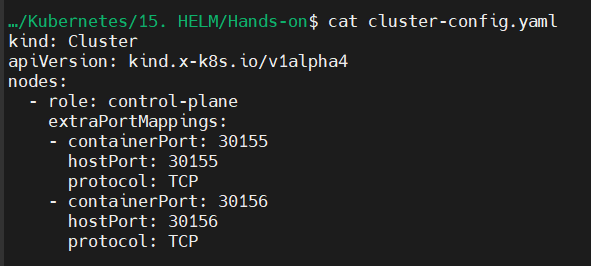 …/Kubernetes/15. HELM/Hands-on$ cat cluster-config.yaml
kind: Cluster
apiVersion: kind.x-k8s.io/v1alpha4
nodes:
  - role: control-plane
    extraPortMappings:
    - containerPort: 30155
      hostPort: 30155
      protocol: TCP
    - containerPort: 30156
      hostPort: 30156
      protocol: TCP